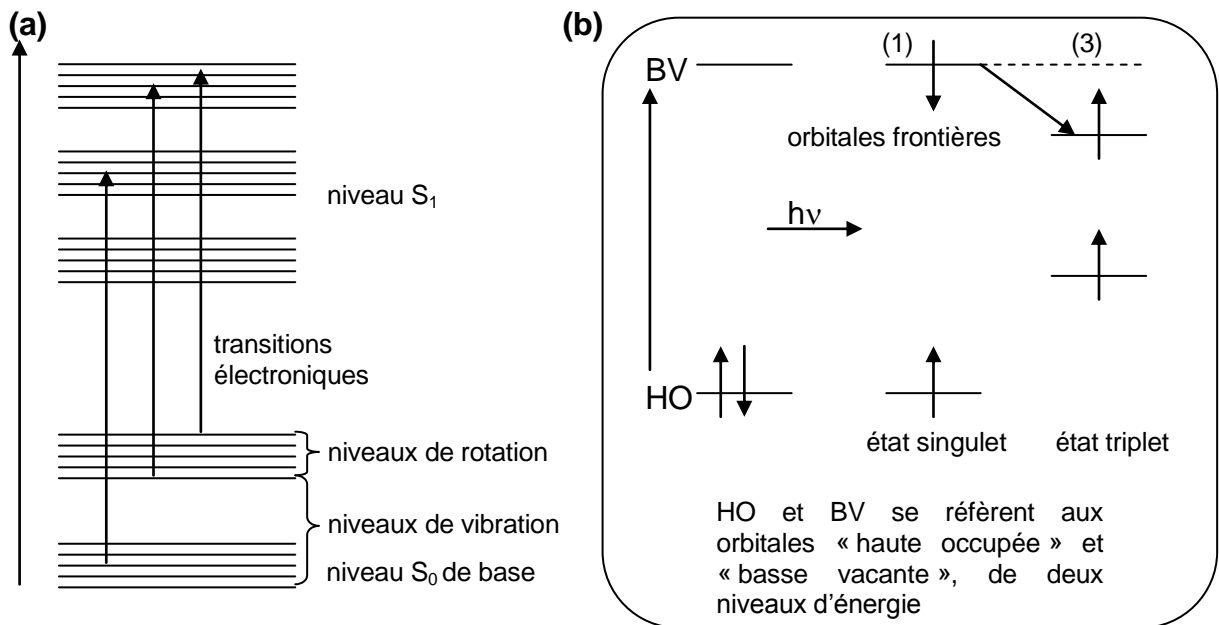 (a)
niveau S1
transitions
électroniques
niveaux de rotation
niveaux de vibration
niveau S0 de base
(b)
(1)
(3)
BV
orbitales frontières
hν
HO
état singulet
état triplet
HO et BV se réfèrent aux
orbitales « haute occupée » et
« basse vacante », de deux
niveaux d’énergie